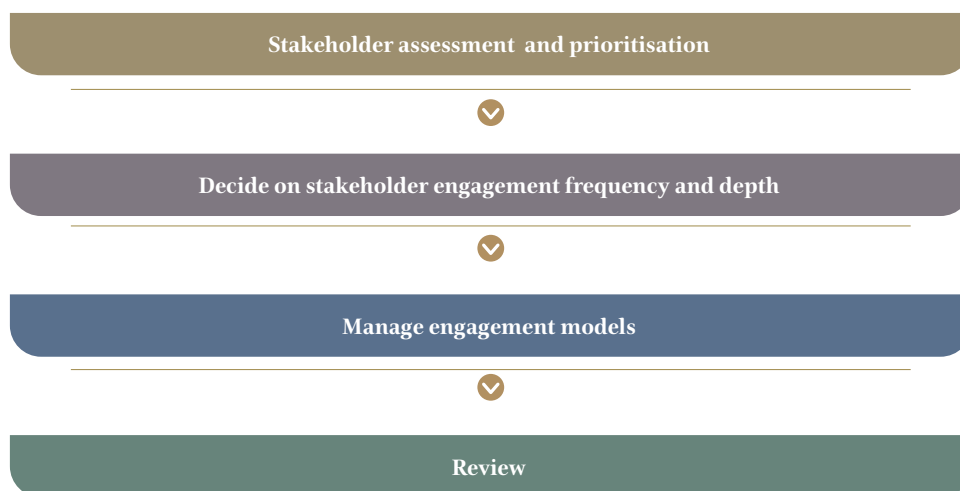 Stakeholder assessment and prioritisation
Decide on stakeholder engagement frequency and depth
Manage engagement models
Review